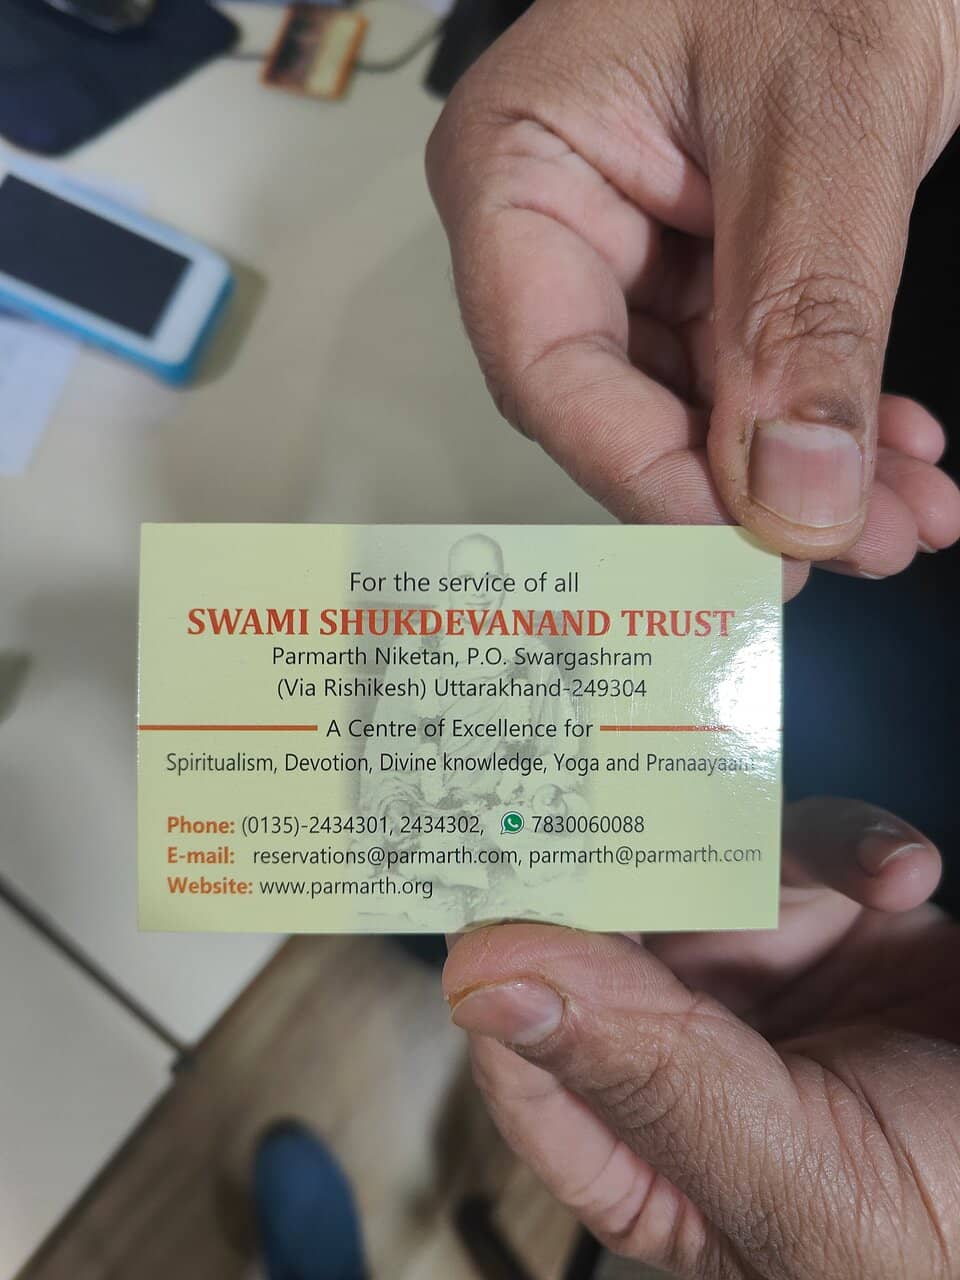 For the service of all
SWAMI SHUKDEVANAND TRUST
Parmarth Niketan, P.O. Swargashram
(Via Rishikesh) Uttarakhand-249304
A Centre of Excellence for
Spiritualism, Devotion, Divine knowledge, Yoga and Pranaayaam
Phone: (0135)-2434301, 2434302, 7830060088
E-mail: reservations@parmarth.com, parmarth@parmarth.com
Website: www.parmarth.org